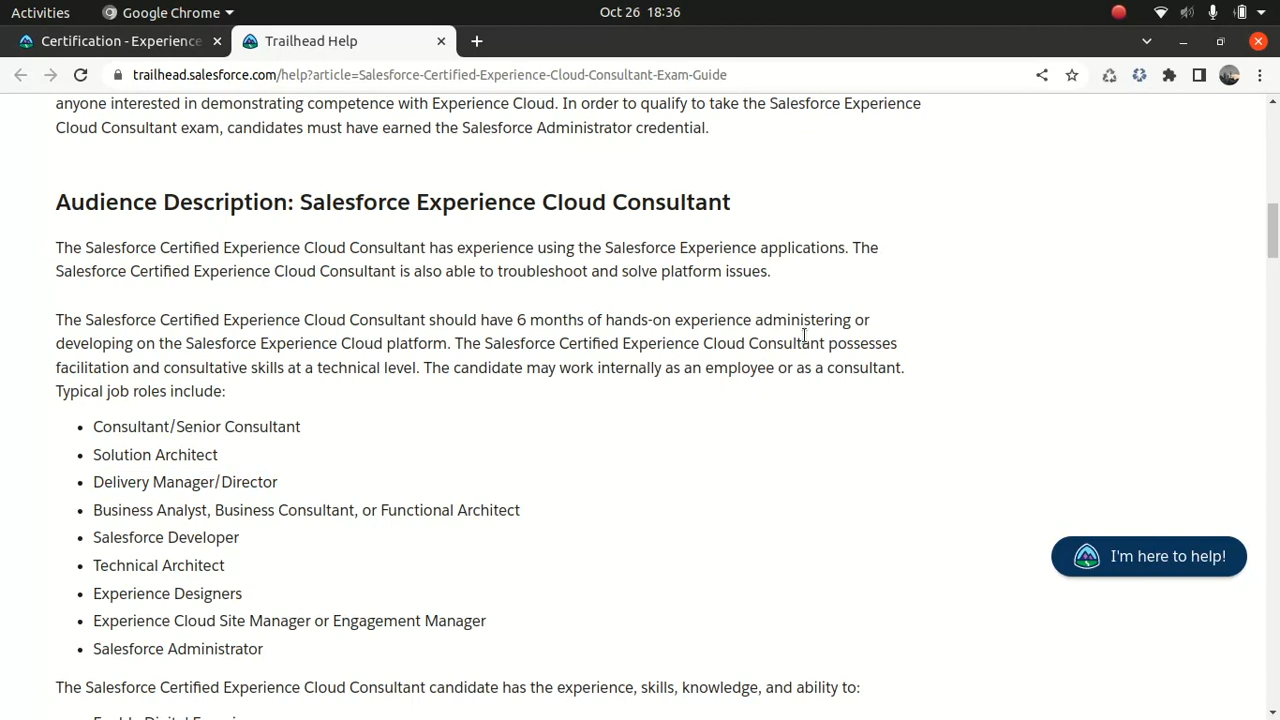 Activities
Google Chrome
Oct 26 18:36
Certification - Experience
Trailhead Help
trailhead.salesforce.com/help?article=Salesforce-Certified-Experience-Cloud-Consultant-Exam-Guide
anyone interested in demonstrating competence with Experience Cloud. In order to qualify to take the Salesforce Experience
Cloud Consultant exam, candidates must have earned the Salesforce Administrator credential.
Audience Description: Salesforce Experience Cloud Consultant
The Salesforce Certified Experience Cloud Consultant has experience using the Salesforce Experience applications. The
Salesforce Certified Experience Cloud Consultant is also able to troubleshoot and solve platform issues.
The Salesforce Certified Experience Cloud Consultant should have 6 months of hands-on experience administering or
developing on the Salesforce Experience Cloud platform. The Salesforce Certified Experience Cloud Consultant possesses
facilitation and consultative skills at a technical level. The candidate may work internally as an employee or as a consultant.
Typical job roles include:
• Consultant/Senior Consultant
• Solution Architect
• Delivery Manager/Director
• Business Analyst, Business Consultant, or Functional Architect
• Salesforce Developer
• Technical Architect
• Experience Designers
• Experience Cloud Site Manager or Engagement Manager
• Salesforce Administrator
I'm here to help!
The Salesforce Certified Experience Cloud Consultant candidate has the experience, skills, knowledge, and ability to: